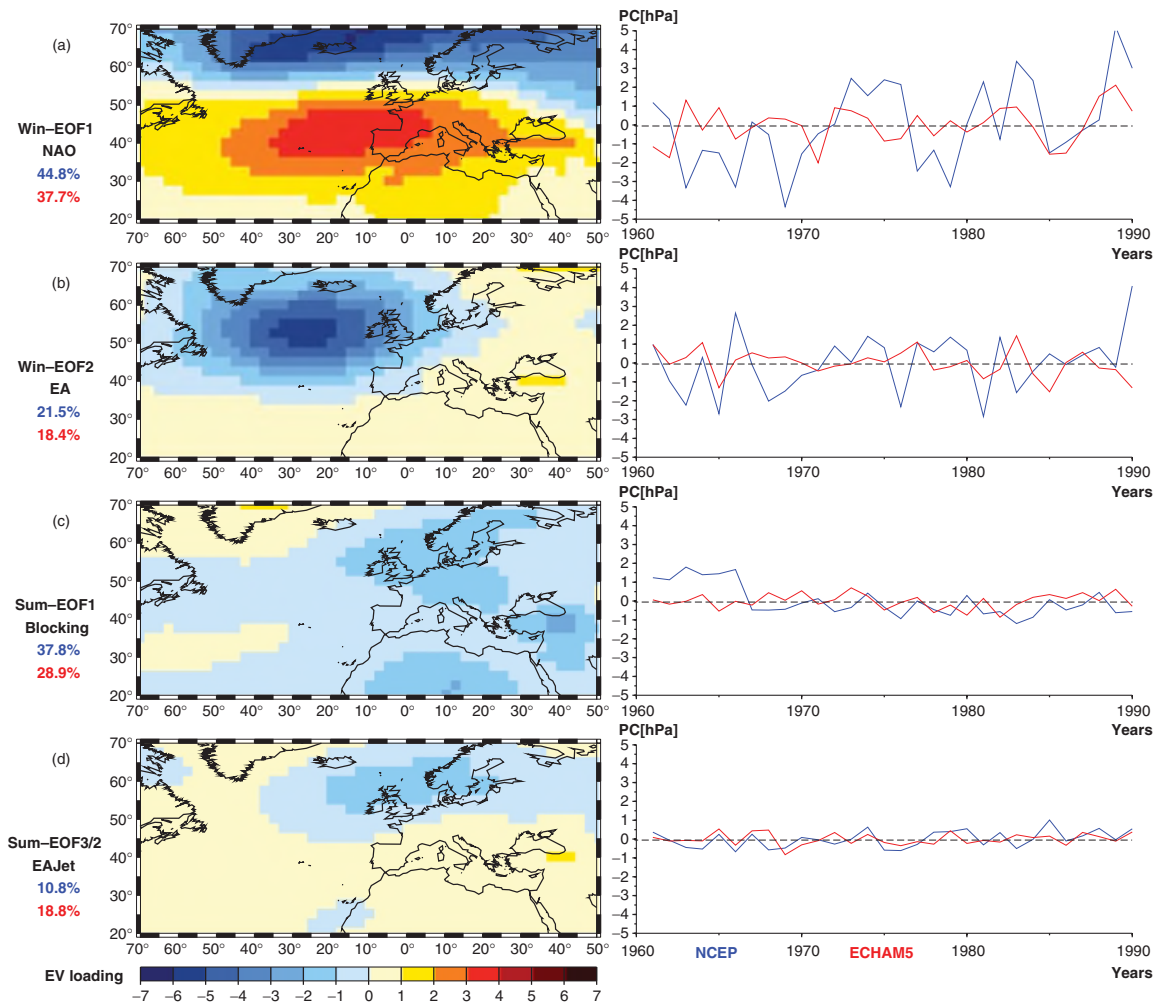 (a)
Win–EOF1
NAO
44.8%
37.7%
70°
60°
50°
40°
30°
20°
70° 60° 50° 40° 30° 20° 10° 0° 10° 20° 30° 40° 50°
PC[hPa]
5
4
3
2
1
0
–1
–2
–3
–4
–5
1960 1970 1980 1990
Years
(b)
Win–EOF2
EA
21.5%
18.4%
70°
60°
50°
40°
30°
20°
70° 60° 50° 40° 30° 20° 10° 0° 10° 20° 30° 40° 50°
PC[hPa]
5
4
3
2
1
0
–1
–2
–3
–4
–5
1960 1970 1980 1990
Years
(c)
Sum–EOF1
Blocking
37.8%
28.9%
70°
60°
50°
40°
30°
20°
70° 60° 50° 40° 30° 20° 10° 0° 10° 20° 30° 40° 50°
PC[hPa]
5
4
3
2
1
0
–1
–2
–3
–4
–5
1960 1970 1980 1990
Years
(d)
Sum–EOF3/2
EAJet
10.8%
18.8%
70°
60°
50°
40°
30°
20°
70° 60° 50° 40° 30° 20° 10° 0° 10° 20° 30° 40° 50°
PC[hPa]
5
4
3
2
1
0
–1
–2
–3
–4
–5
1960 NCEP 1970 ECHAM5 1980 1990
Years
EV loading
–7 –6 –5 –4 –3 –2 –1 0 1 2 3 4 5 6 7